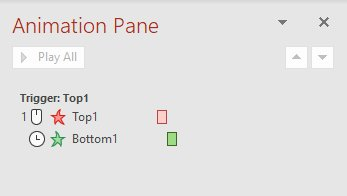 Animation Pane
Play All
Trigger: Top1
1 Top1
Bottom1